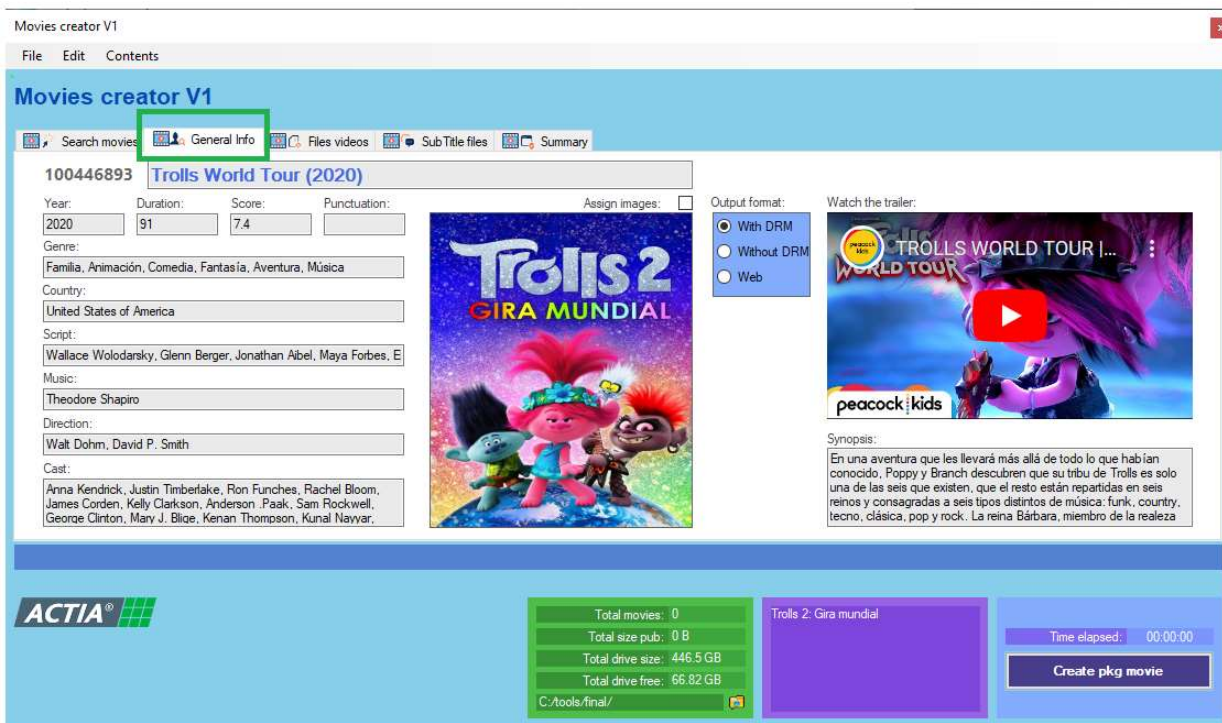 Movies creator V1
File Edit Contents
Movies creator V1
Search movies General Info Files videos SubTitle files Summary
100446893 Trolls World Tour (2020)
Year: Duration: Score: Punctuation: Assign images: Output format: Watch the trailer:
2020 91 7.4
With DRM
Without DRM
Web
Genre:
Familia, Animación, Comedia, Fantasía, Aventura, Música
Country:
United States of America
Script:
Wallace Wolodarsky, Glenn Berger, Jonathan Aibel, Maya Forbes, E
Music:
Theodore Shapiro
Direction:
Walt Dohrn, David P. Smith
Cast:
Anna Kendrick, Justin Timberlake, Ron Funches, Rachel Bloom,
James Corden, Kelly Clarkson, Anderson .Paak, Sam Rockwell,
George Clinton, Mary J. Blige, Kenan Thompson, Kunal Nayyar,
Trolls 2
GIRA MUNDIAL
peacock kids
TROLLS WORLD TOUR |...
TROLLS
WORLD TOUR
peacock kids
Synopsis:
En una aventura que les llevará más allá de todo lo que habían
conocido, Poppy y Branch descubren que su tribu de Trolls es solo
una de las seis que existen, que el resto están repartidas en seis
reinos y consagradas a seis tipos distintos de música: funk, country,
tecno, clásica, pop y rock. La reina Bárbara, miembro de la realeza
ACTIA®
Total movies: 0
Total size pub: 0 B
Total drive size: 446.5 GB
Total drive free: 66.82 GB
C:/tools/final/
Trolls 2: Gira mundial
Time elapsed: 00:00:00
Create pkg movie